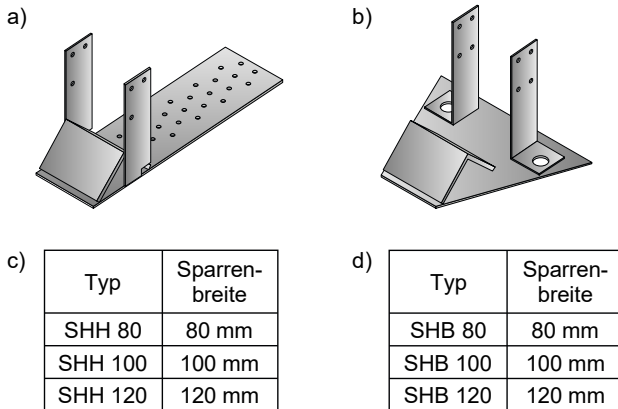 a)
b)
c)
Typ Sparren-
breite
SHH 80 80 mm
SHH 100 100 mm
SHH 120 120 mm
d)
Typ Sparren-
breite
SHB 80 80 mm
SHB 100 100 mm
SHB 120 120 mm